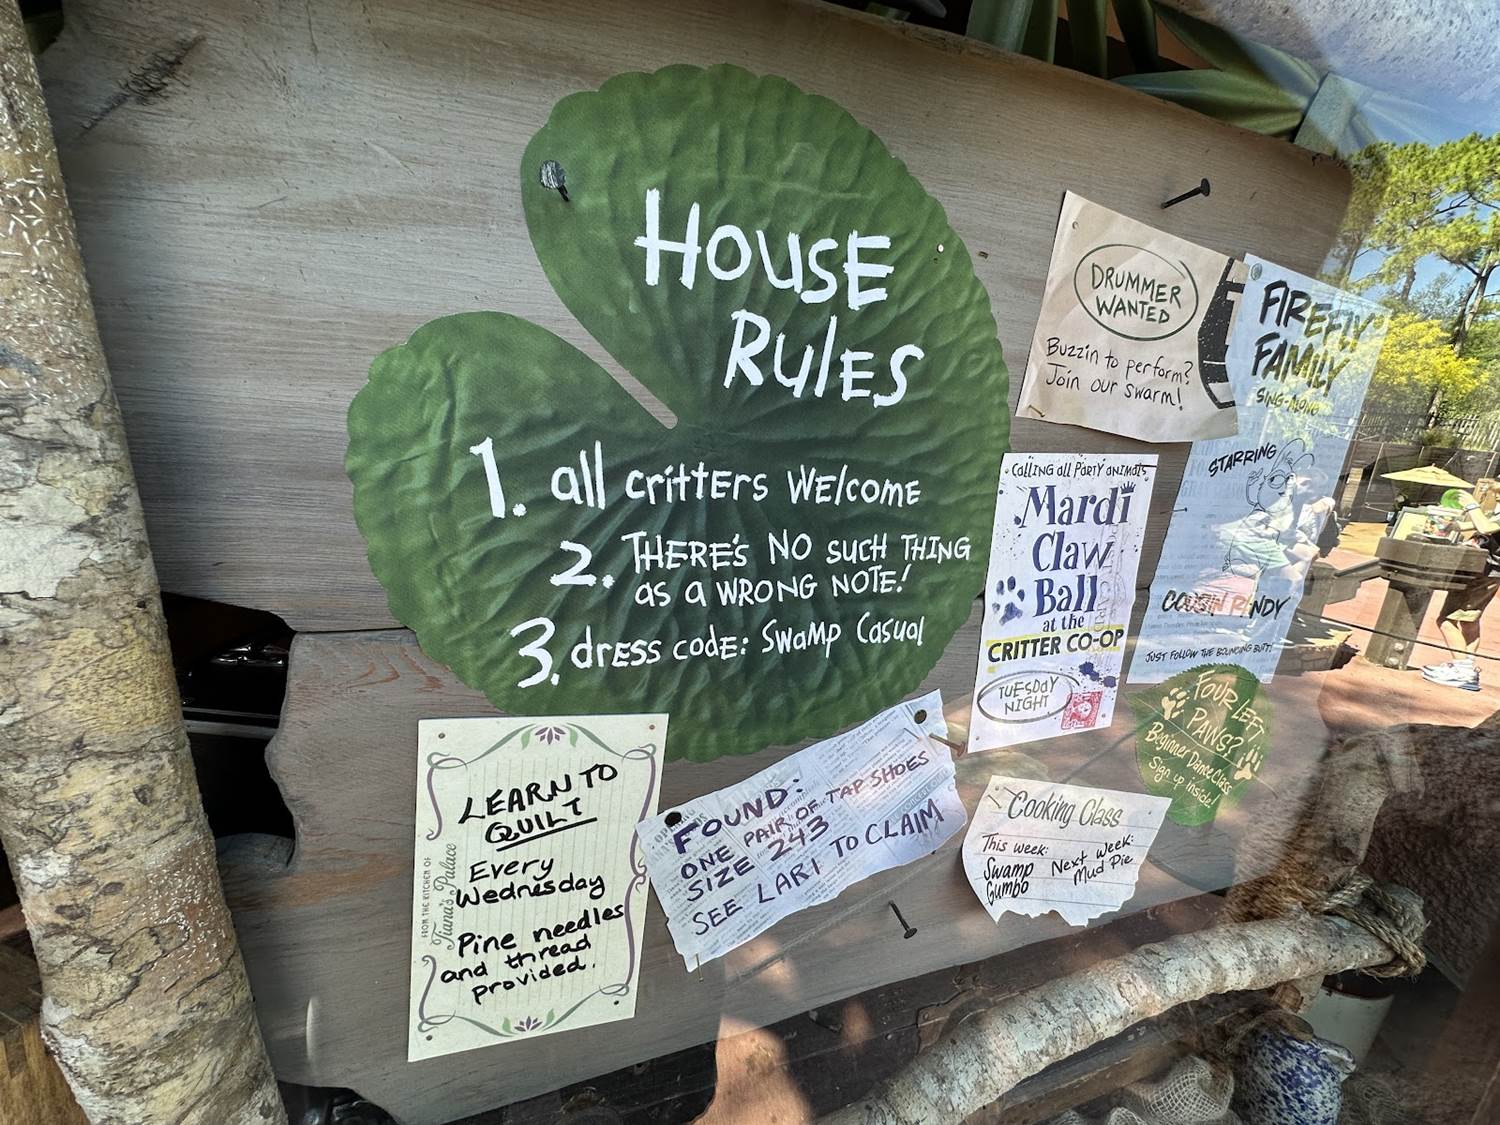 HOUSE
RULES
1. all critters welcome
2. THERE'S NO SUCH THING
as a WRONG NOTE!
3. dress code: Swamp Casual
DRUMMER
WANTED
Buzzin to perform?
Join our swarm!
FIREFLY
FAMILY
SING-ALONG
STARRING
COUSIN RANDY
JUST FOLLOW THE BOUNCING BUTT!
Calling all Party animals
Mardi
Claw
Ball
at the
CRITTER CO-OP
TUESDAY
NIGHT
FOUR LEFT
PAWS?
Beginner Dance Class
Sign up inside!
LEARN TO
QUILT
Every
Wednesday
Pine needles
and thread
provided.
FROM THE KITCHEN OF
Tiana's Palace
FOUND:
ONE PAIR OF TAP SHOES
SIZE 243
SEE LARI TO CLAIM
Cooking Class
This week:
Swamp
Gumbo
Next week:
Mud Pie